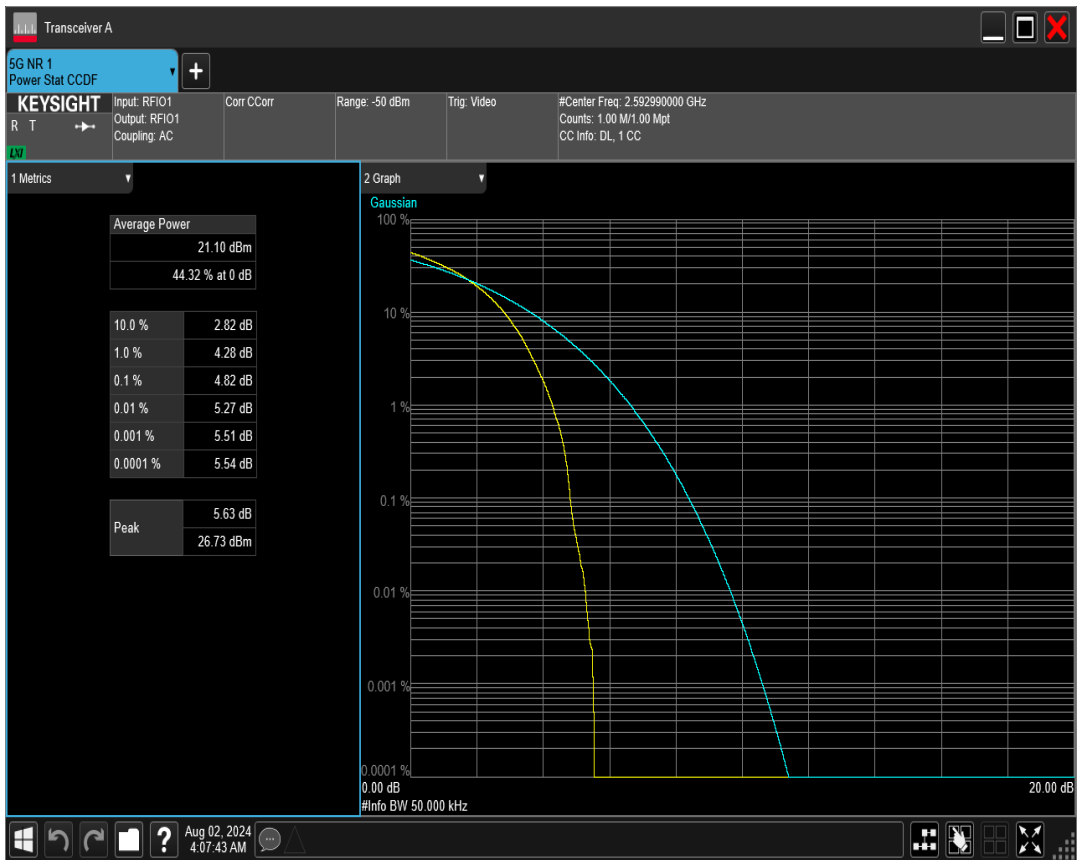 Transceiver A
5G NR 1
Power Stat CCDF
KEYSIGHT
R T
LXI
Input: RFIO1
Output: RFIO1
Coupling: AC
Corr CCorr
Range: -50 dBm
Trig: Video
#Center Freq: 2.592990000 GHz
Counts: 1.00 M/1.00 Mpt
CC Info: DL, 1 CC
1 Metrics
Average Power
21.10 dBm
44.32 % at 0 dB
10.0 % 2.82 dB
1.0 % 4.28 dB
0.1 % 4.82 dB
0.01 % 5.27 dB
0.001 % 5.51 dB
0.0001 % 5.54 dB
Peak
5.63 dB
26.73 dBm
2 Graph
Gaussian
100 %
10 %
1 %
0.1 %
0.01 %
0.001 %
0.0001 %
0.00 dB 20.00 dB
#Info BW 50.000 kHz
Aug 02, 2024
4:07:43 AM